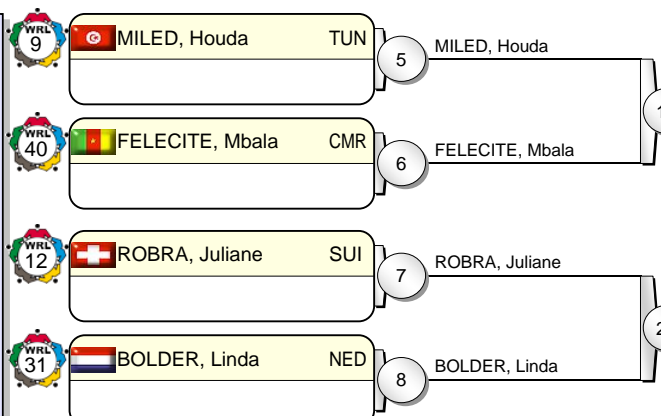 WRL
9
MILED, Houda TUN
5
MILED, Houda
WRL
40
FELECITE, Mbala CMR
6
FELECITE, Mbala
WRL
12
ROBRA, Juliane SUI
7
ROBRA, Juliane
WRL
31
BOLDER, Linda NED
8
BOLDER, Linda